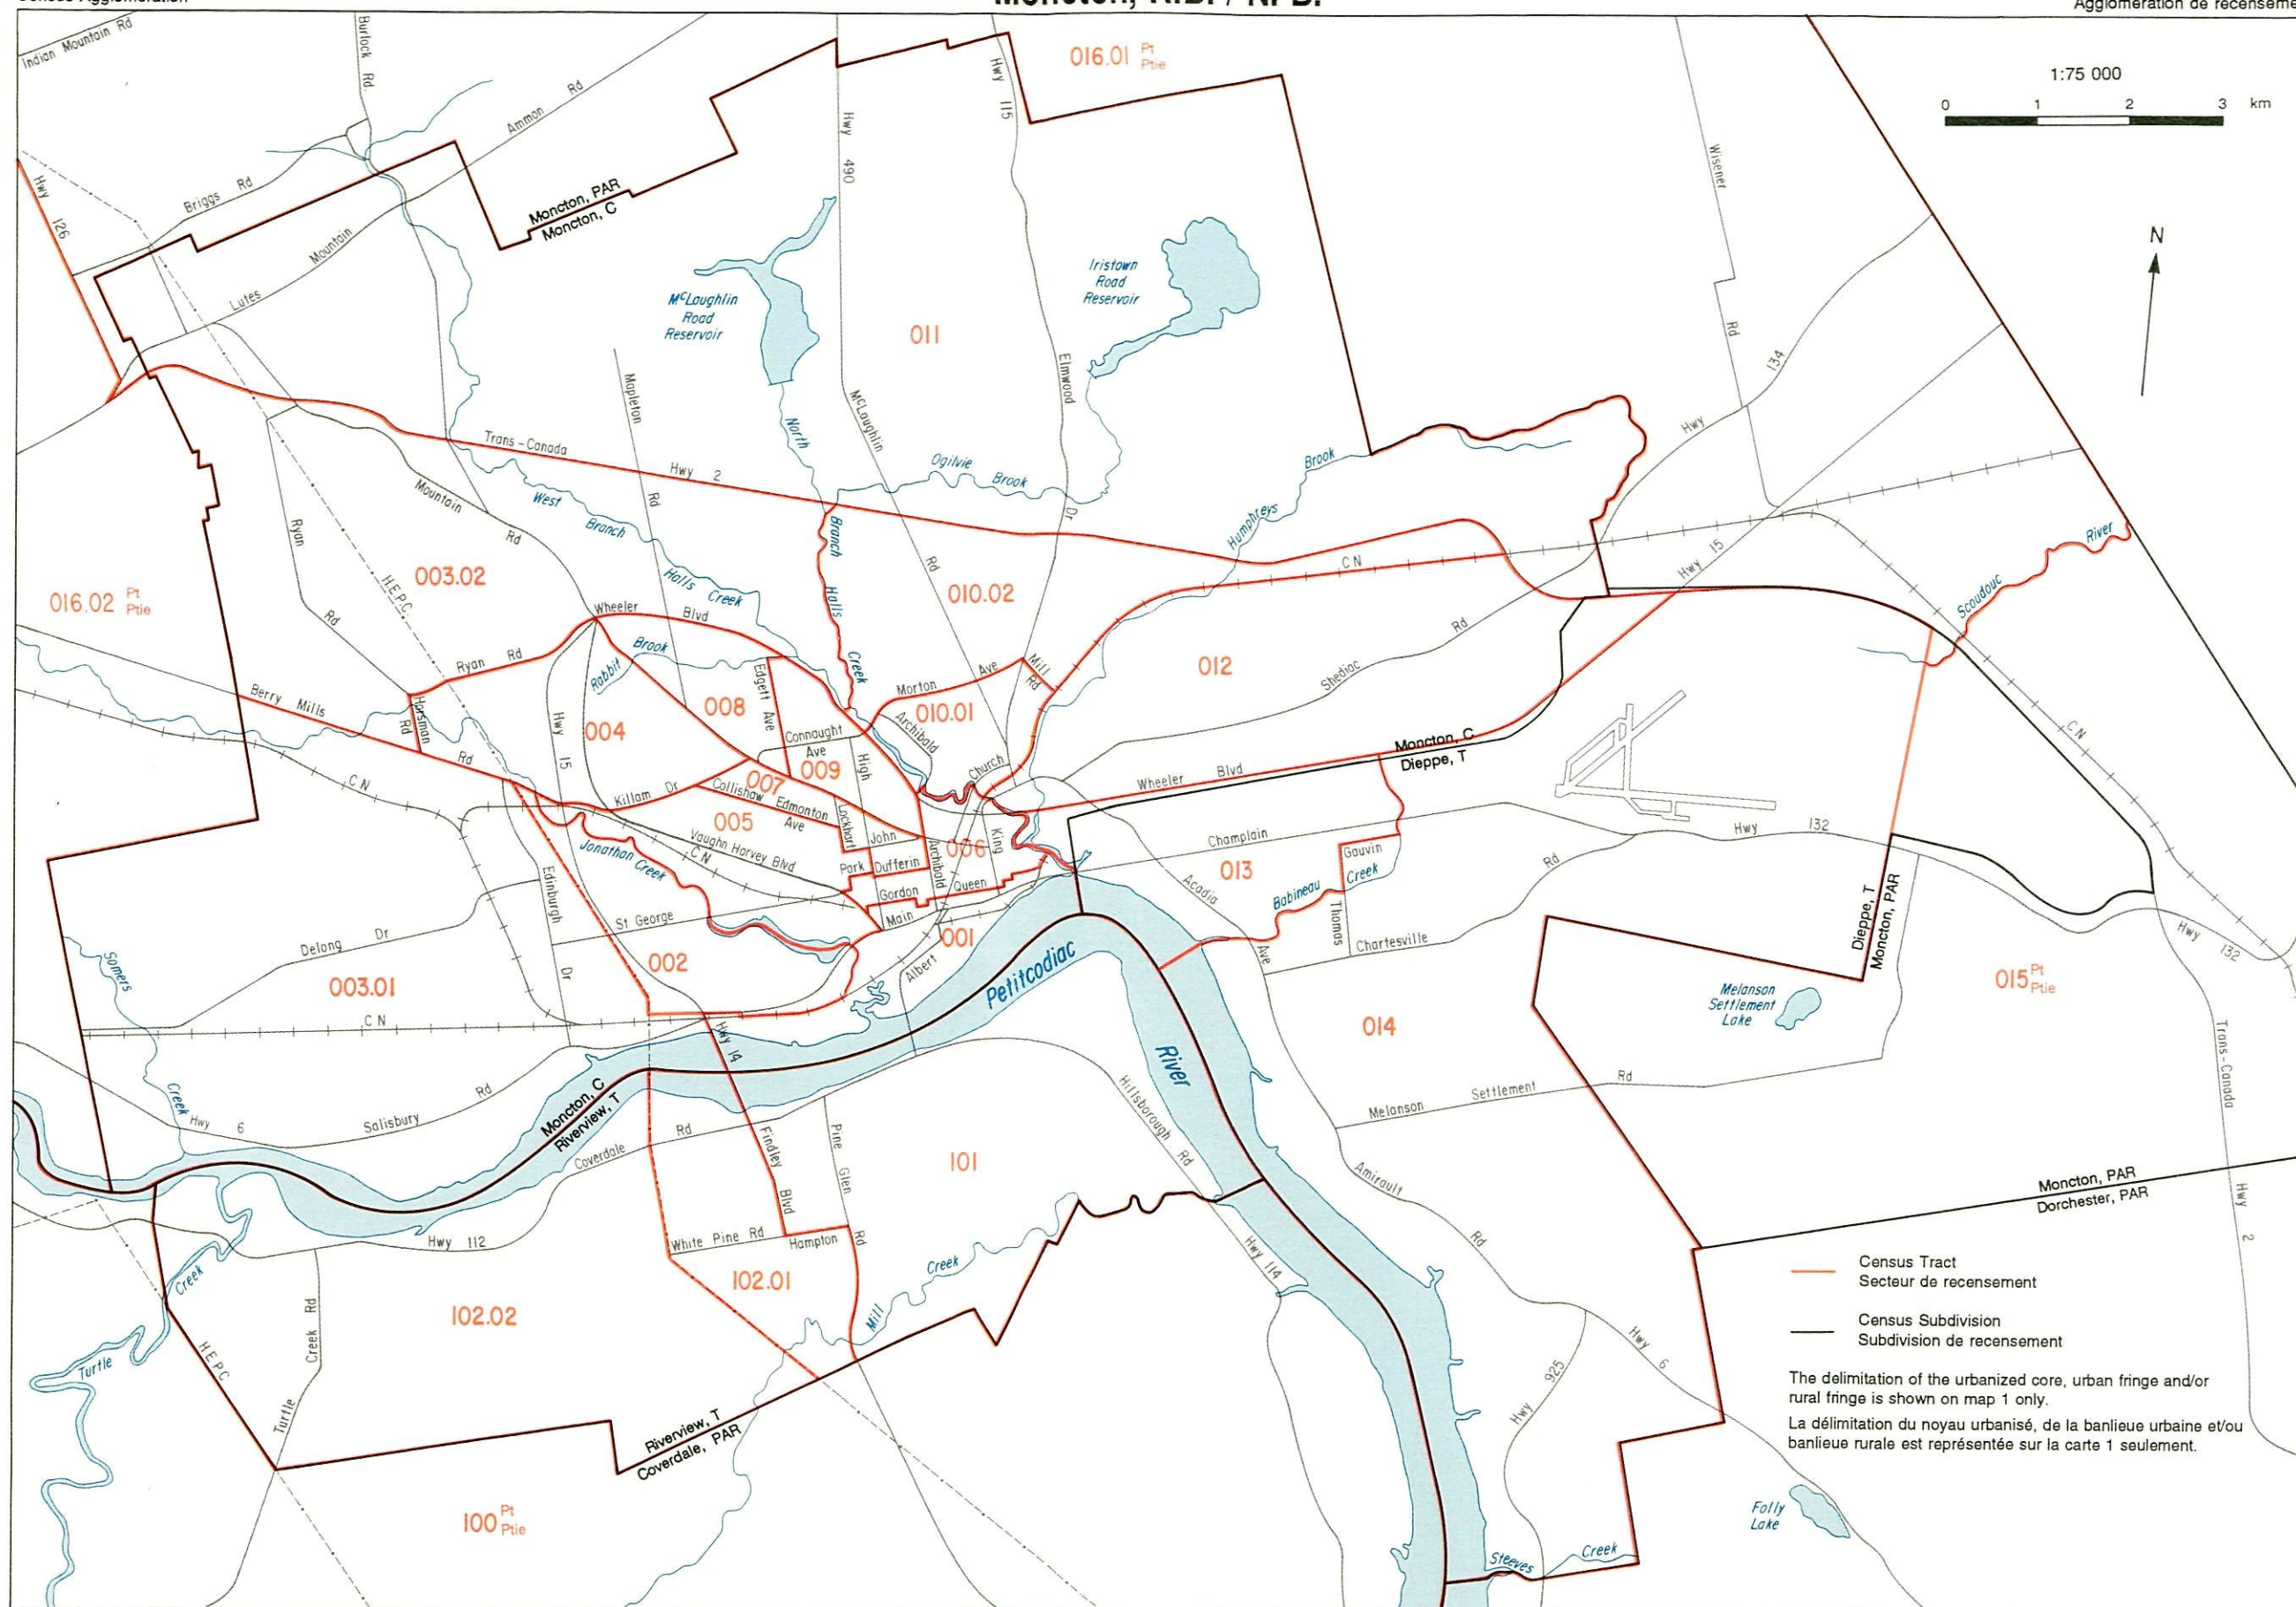 Census Agglomeration
Moncton, N.B. / N.-B.
Agglomération de recenseme
Indian Mountain Rd
Burlock Rd.
Ammon Rd
Hwy 490
Hwy 115
016.01 Pt
Ptie
1:75 000
0 1 2 3 km
Wisener Rd
N
Hwy 126
Briggs Rd
Lutes Mountain
Moncton, PAR
Moncton, C
McLaughlin
Road
Reservoir
Iristown
Road
Reservoir
011
Elmwood Dr
Hwy 134
Mapleton Rd
North Branch Halls Creek
McLaughlin Rd
Trans-Canada Hwy 2
Ogilvie Brook
Humphreys Brook
Mountain Rd
West Branch Halls Creek
Ryan Rd
H.E.P.C.
003.02
010.02
CN
Hwy 15
Scoudouc River
016.02 Pt
Ptie
Wheeler Blvd
Rabbit Brook
Ryan Rd
Edgett Ave
Morton Ave
Mill Rd
012
Shediac Rd
Berry Mills Rd
Horsman Rd
Hwy 15
004
008
010.01
Archibald
Connaught
Ave
009
High
Church
Moncton, C
Dieppe, T
Wheeler Blvd
CN
CN
Killam Dr
007
Collishaw
Edmonton
Ave
Lockhart
005
Vaughn Harvey Blvd
CN
John
Archibald
006
King
Champlain
Hwy 132
Jonathan Creek
Park
Dufferin
Gordon
Queen
Main
013
Gauvin
Acadia Ave
Babineau Creek
Thomas
Rd
Edinburgh Dr
St George
Delong Dr
Somers Creek
003.01
002
001
Albert
Petitcodiac River
Chartesville
Dieppe, T
Moncton, PAR
Hwy 132
015 Pt
Ptie
Melanson
Settlement
Lake
CN
Hwy 14
014
Trans-Canada Hwy 2
Hwy 6
Salisbury Rd
Moncton, C
Riverview, T
Coverdale Rd
Findley Blvd
Pine Glen Rd
Hillsborough Rd
Melanson Settlement Rd
101
Amirault Rd
Moncton, PAR
Dorchester, PAR
Hwy 112
White Pine Rd
Hampton
Hwy 114
Creek
Turtle
102.02
102.01
Mill Creek
H.E.P.C.
Turtle Creek Rd
Hwy 925
Hwy 6
Census Tract
Secteur de recensement
Census Subdivision
Subdivision de recensement
The delimitation of the urbanized core, urban fringe and/or
rural fringe is shown on map 1 only.
La délimitation du noyau urbanisé, de la banlieue urbaine et/ou
banlieue rurale est représentée sur la carte 1 seulement.
Riverview, T
Coverdale, PAR
100 Pt
Ptie
Folly
Lake
Steeves Creek